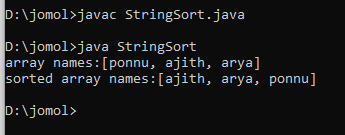 D:\jomol>javac StringSort.java
D:\jomol>java StringSort
array names:[ponnu, ajith, arya]
sorted array names:[ajith, arya, ponnu]
D:\jomol>